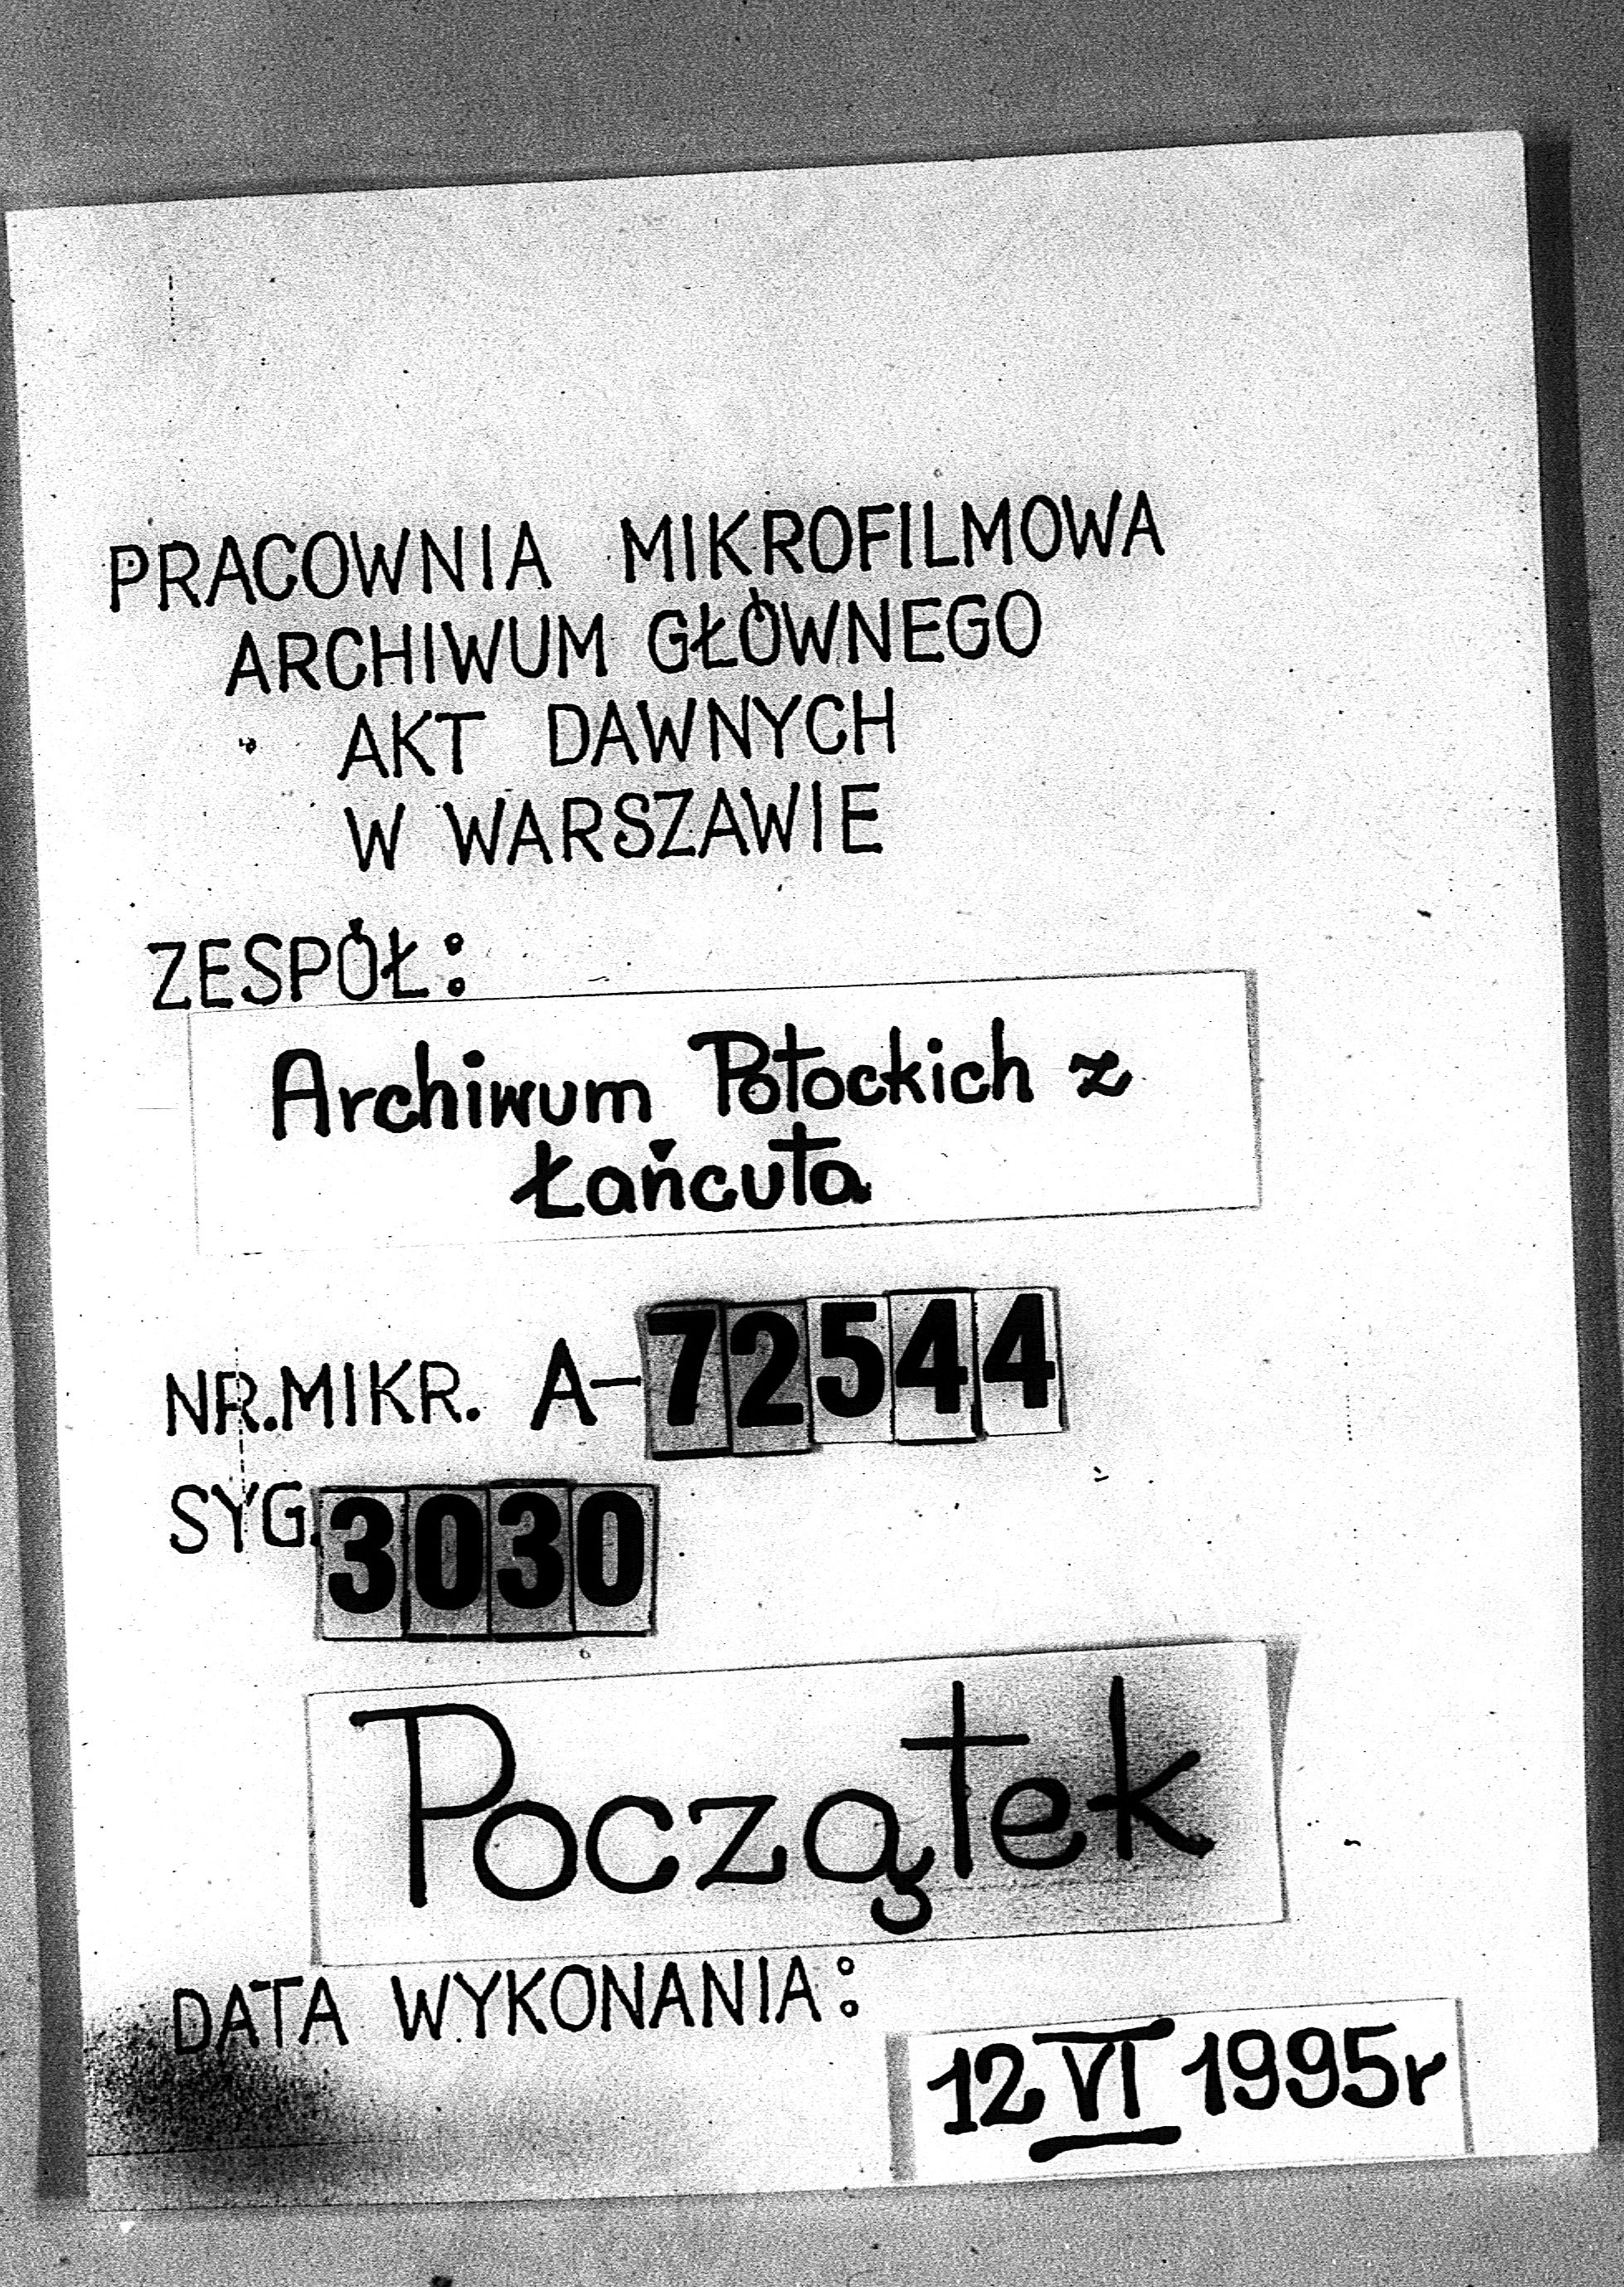 PRACOWNIA MIKROFILMOWA
ARCHIWUM GŁÓWNEGO
AKT DAWNYCH
W WARSZAWIE
ZESPÓŁ:
Archiwum Potockich z
Łańcuta
NR.MIKR. A-72544
SYG.3030
Początek
DATA WYKONANIA:
12 VI 1995r